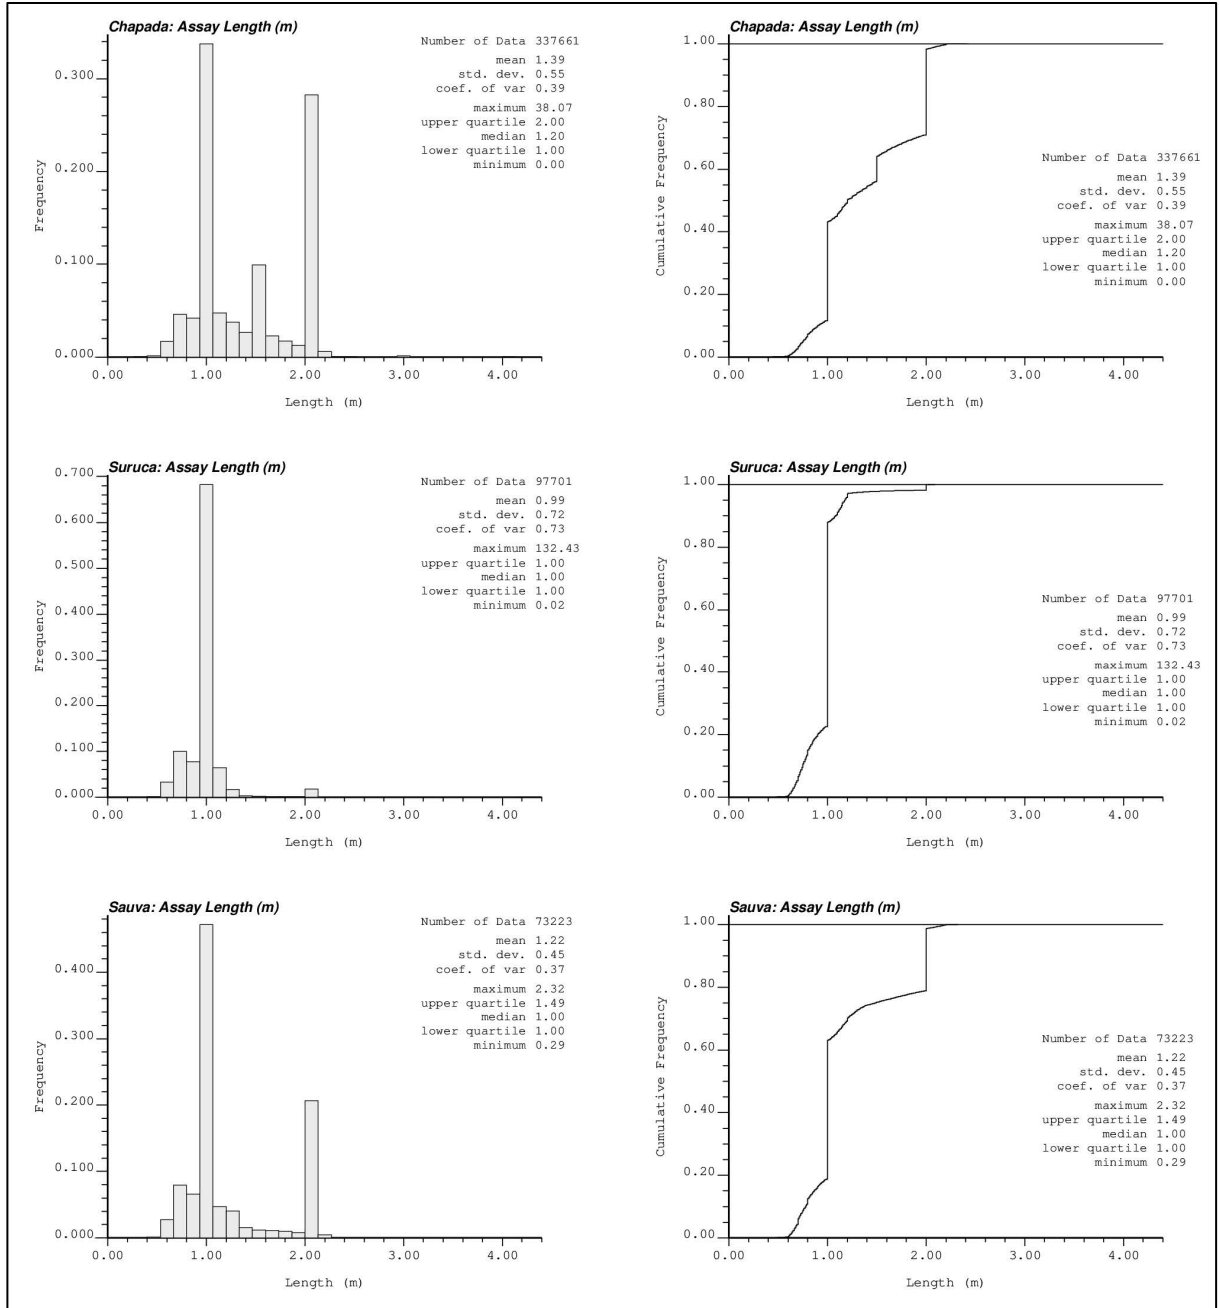 Chapada: Assay Length (m)
Number of Data 337661
mean 1.39
std. dev. 0.55
coef. of var 0.39
maximum 38.07
upper quartile 2.00
median 1.20
lower quartile 1.00
minimum 0.00
Frequency
0.300
0.200
0.100
0.000
0.00 1.00 2.00 3.00 4.00
Length (m)
Chapada: Assay Length (m)
Cumulative Frequency
1.00
0.80
0.60
0.40
0.20
0.00
Number of Data 337661
mean 1.39
std. dev. 0.55
coef. of var 0.39
maximum 38.07
upper quartile 2.00
median 1.20
lower quartile 1.00
minimum 0.00
0.00 1.00 2.00 3.00 4.00
Length (m)
Suruca: Assay Length (m)
Number of Data 97701
mean 0.99
std. dev. 0.72
coef. of var 0.73
maximum 132.43
upper quartile 1.00
median 1.00
lower quartile 1.00
minimum 0.02
Frequency
0.700
0.600
0.500
0.400
0.300
0.200
0.100
0.000
0.00 1.00 2.00 3.00 4.00
Length (m)
Suruca: Assay Length (m)
Cumulative Frequency
1.00
0.80
0.60
0.40
0.20
0.00
Number of Data 97701
mean 0.99
std. dev. 0.72
coef. of var 0.73
maximum 132.43
upper quartile 1.00
median 1.00
lower quartile 1.00
minimum 0.02
0.00 1.00 2.00 3.00 4.00
Length (m)
Sauva: Assay Length (m)
Number of Data 73223
mean 1.22
std. dev. 0.45
coef. of var 0.37
maximum 2.32
upper quartile 1.49
median 1.00
lower quartile 1.00
minimum 0.29
Frequency
0.400
0.300
0.200
0.100
0.000
0.00 1.00 2.00 3.00 4.00
Length (m)
Sauva: Assay Length (m)
Cumulative Frequency
1.00
0.80
0.60
0.40
0.20
0.00
Number of Data 73223
mean 1.22
std. dev. 0.45
coef. of var 0.37
maximum 2.32
upper quartile 1.49
median 1.00
lower quartile 1.00
minimum 0.29
0.00 1.00 2.00 3.00 4.00
Length (m)